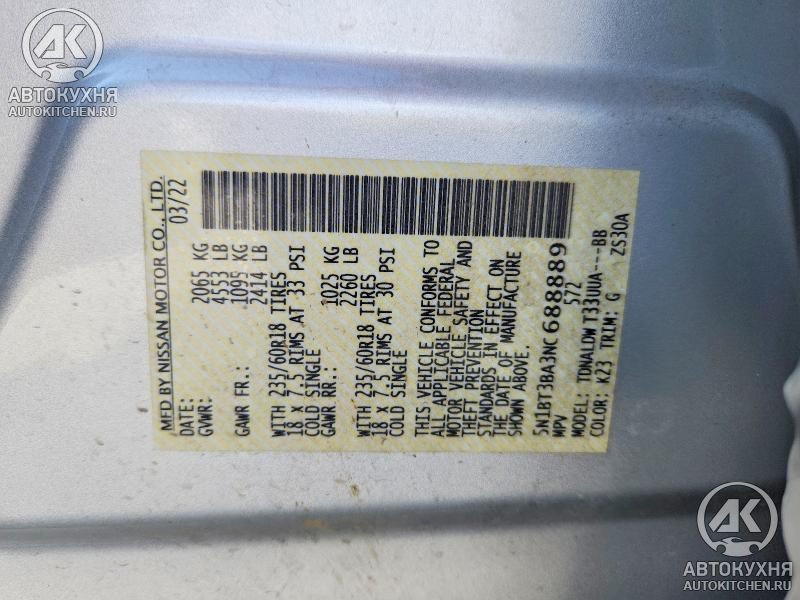 AK
АВТОКУХНЯ
AUTOKITCHEN.RU
MFD BY NISSAN MOTOR CO., LTD.
DATE: 03/22
GVWR: 2065 KG
4553 LB
GAWR FR.: 1095 KG
2414 LB
WITH 235/60R18 TIRES
18 x 7.5 RIMS AT 33 PSI
COLD SINGLE
GAWR RR.: 1025 KG
2260 LB
WITH 235/60R18 TIRES
18 x 7.5 RIMS AT 30 PSI
COLD SINGLE
THIS VEHICLE CONFORMS TO
ALL APPLICABLE FEDERAL
MOTOR VEHICLE SAFETY AND
THEFT PREVENTION
STANDARDS IN EFFECT ON
THE DATE OF MANUFACTURE
SHOWN ABOVE.
5N1BT3BA3NC688889
MPV 572
MODEL: TDNALDW T33UUA---BB
COLOR: K23 TRIM: G ZS30A
AK
АВТОКУХНЯ
AUTOKITCHEN.RU